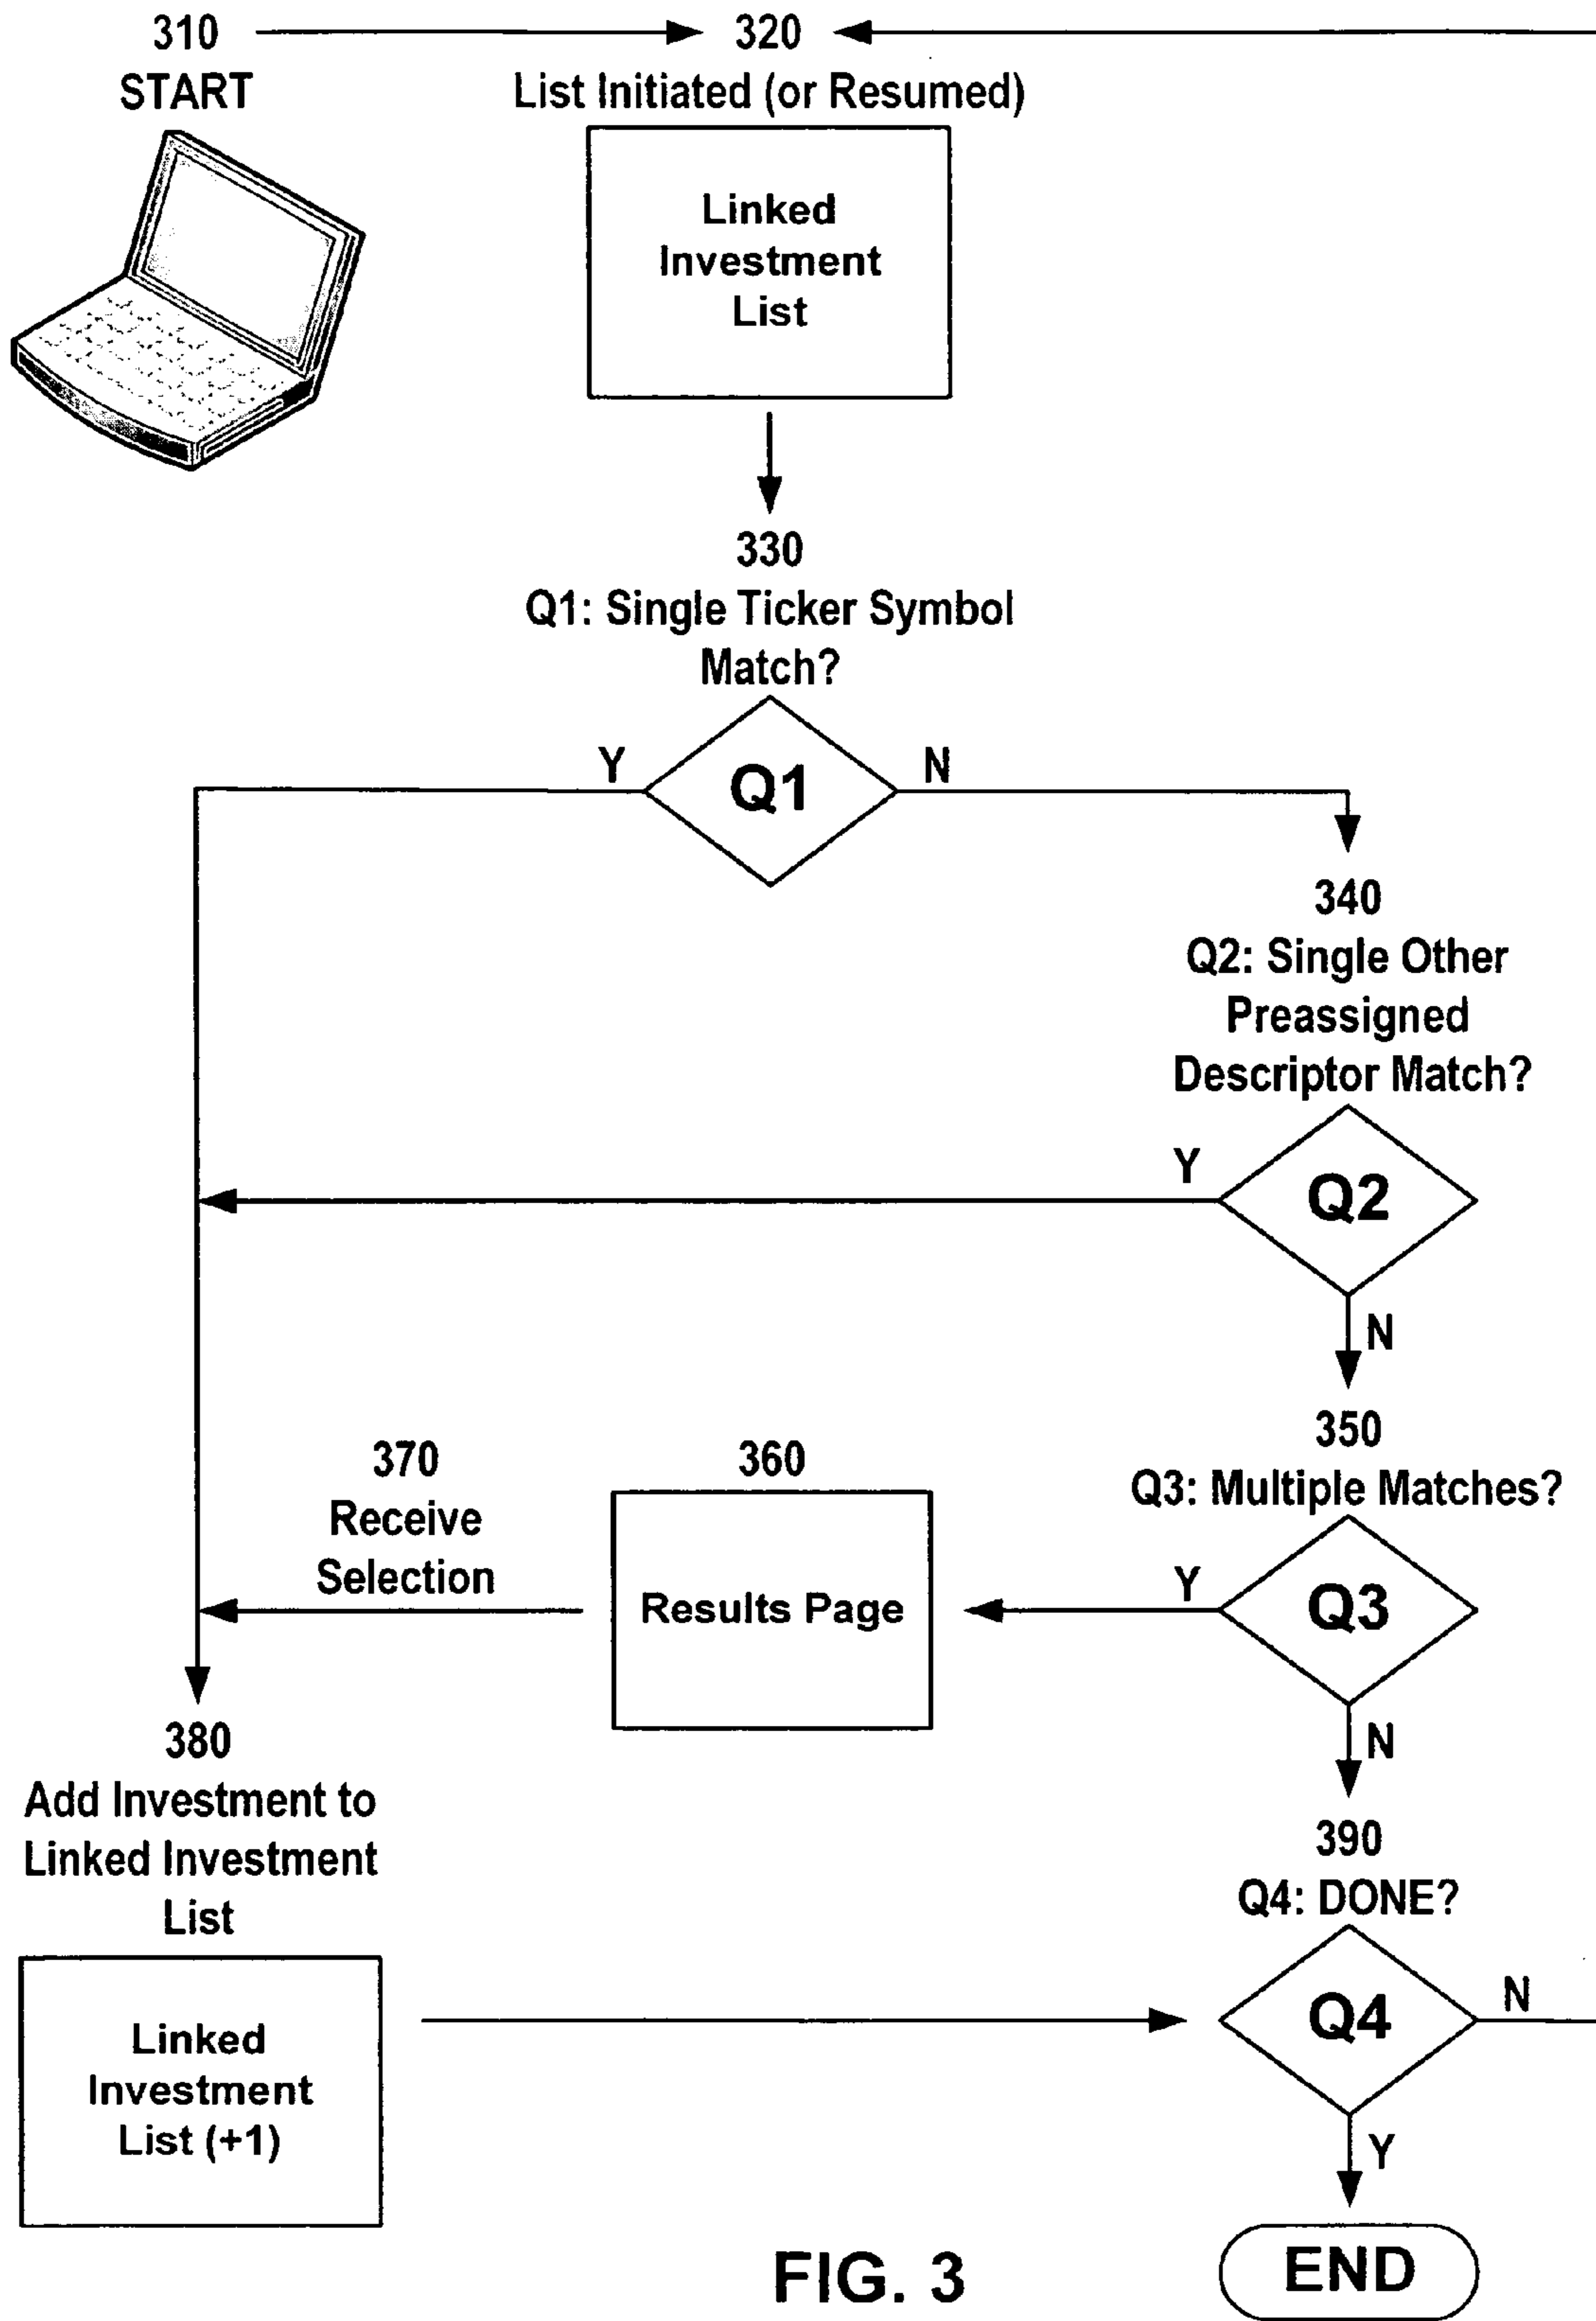 310
START
320
List Initiated (or Resumed)
Linked
Investment
List
330
Q1: Single Ticker Symbol
Match?
Y
Q1
N
340
Q2: Single Other
Preassigned
Descriptor Match?
Y
Q2
N
350
Q3: Multiple Matches?
370
Receive
Selection
360
Results Page
Y
Q3
N
380
Add Investment to
Linked Investment
List
390
Q4: DONE?
Linked
Investment
List (+1)
Q4
N
Y
END
FIG. 3